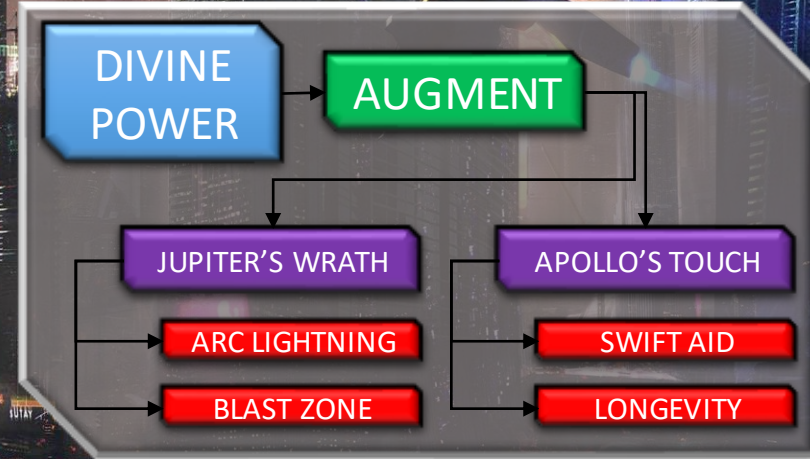 DIVINE
POWER
AUGMENT
JUPITER'S WRATH
APOLLO'S TOUCH
ARC LIGHTNING
SWIFT AID
BLAST ZONE
LONGEVITY